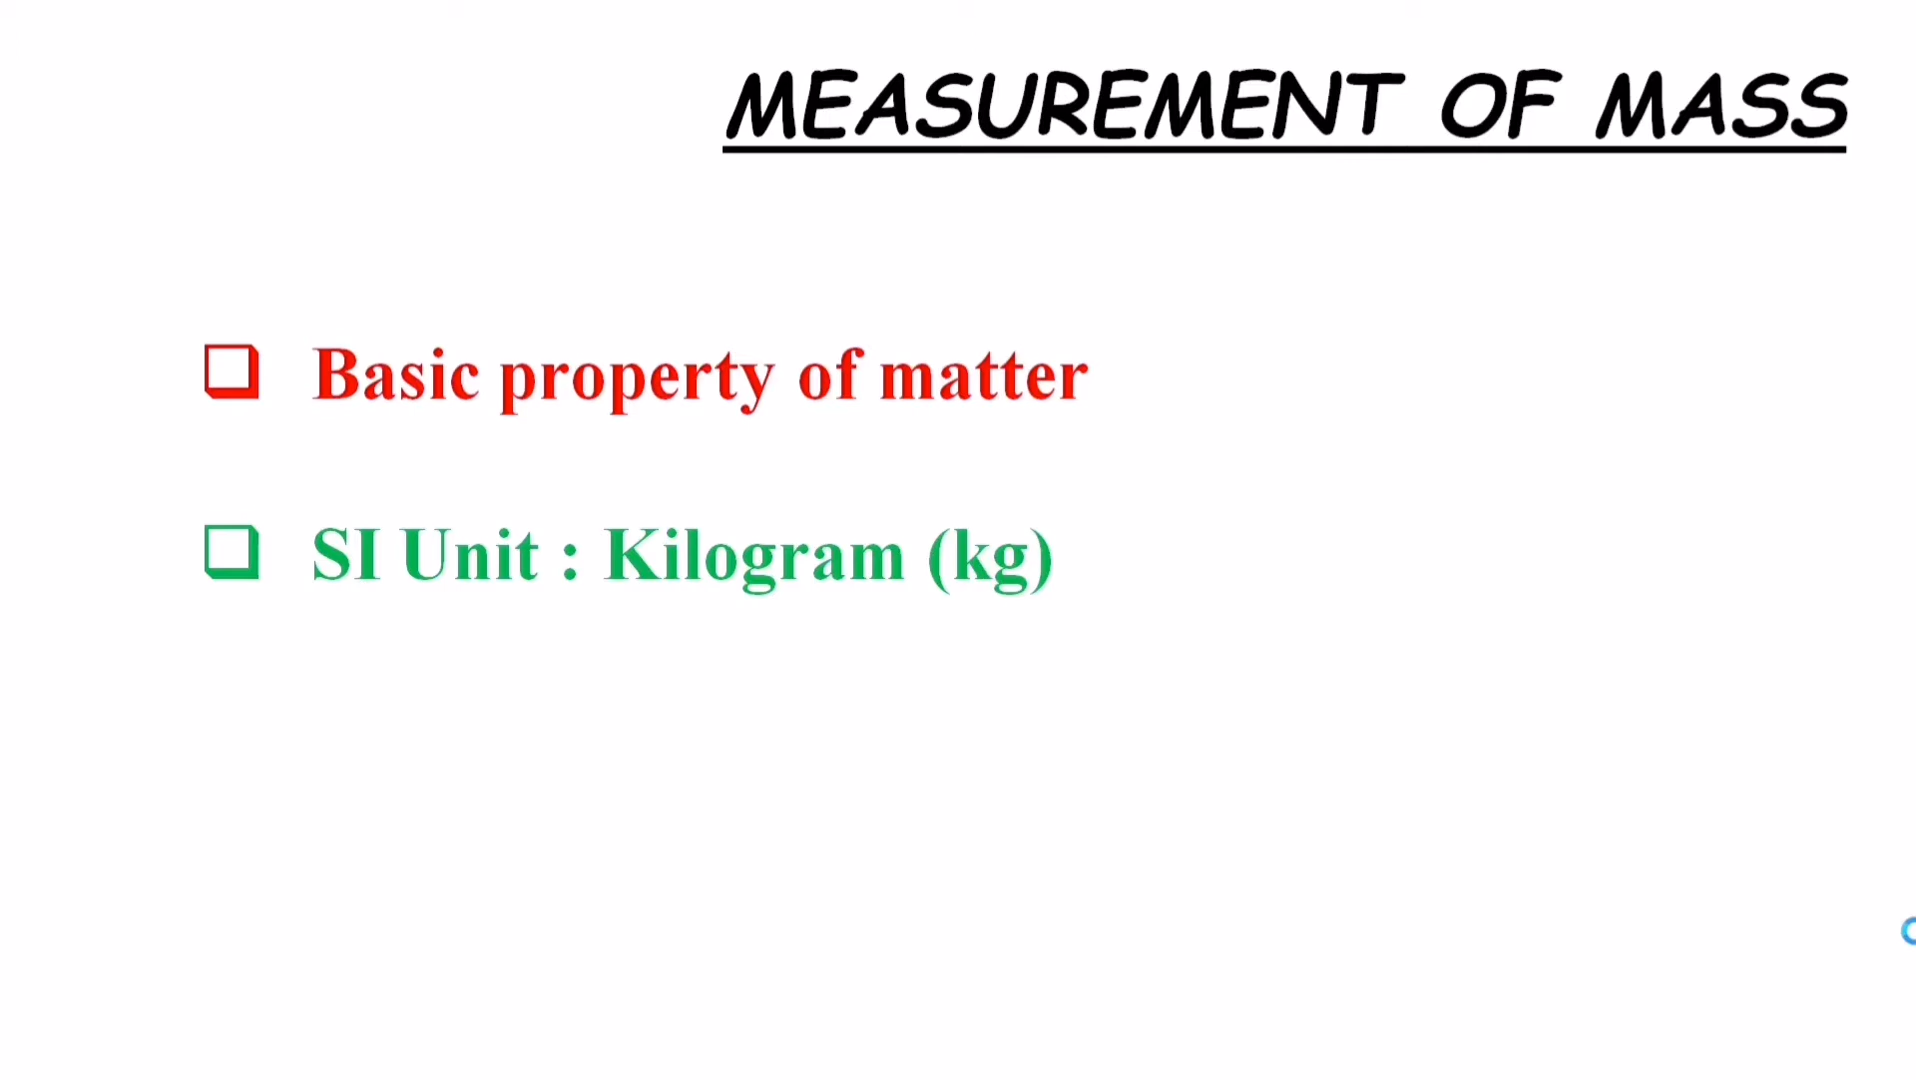 MEASUREMENT OF MASS
Basic property of matter
SI Unit : Kilogram (kg)